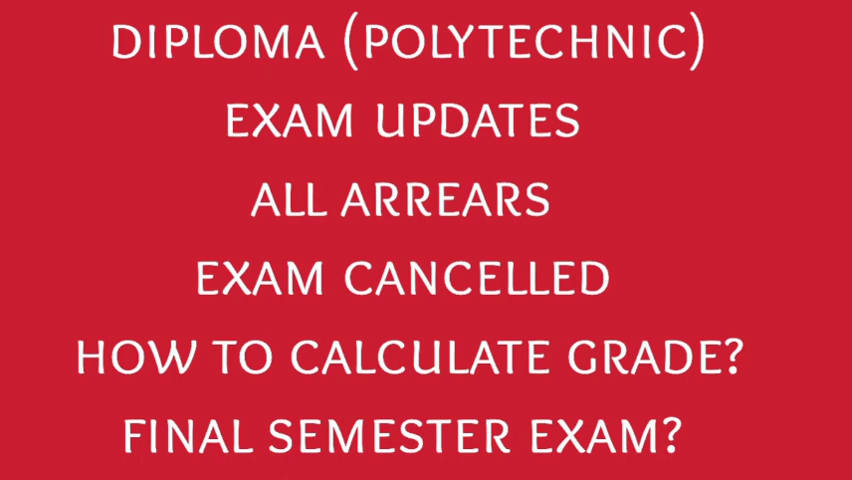 DIPLOMA (POLYTECHNIC)
EXAM UPDATES
ALL ARREARS
EXAM CANCELLED
HOW TO CALCULATE GRADE?
FINAL SEMESTER EXAM?